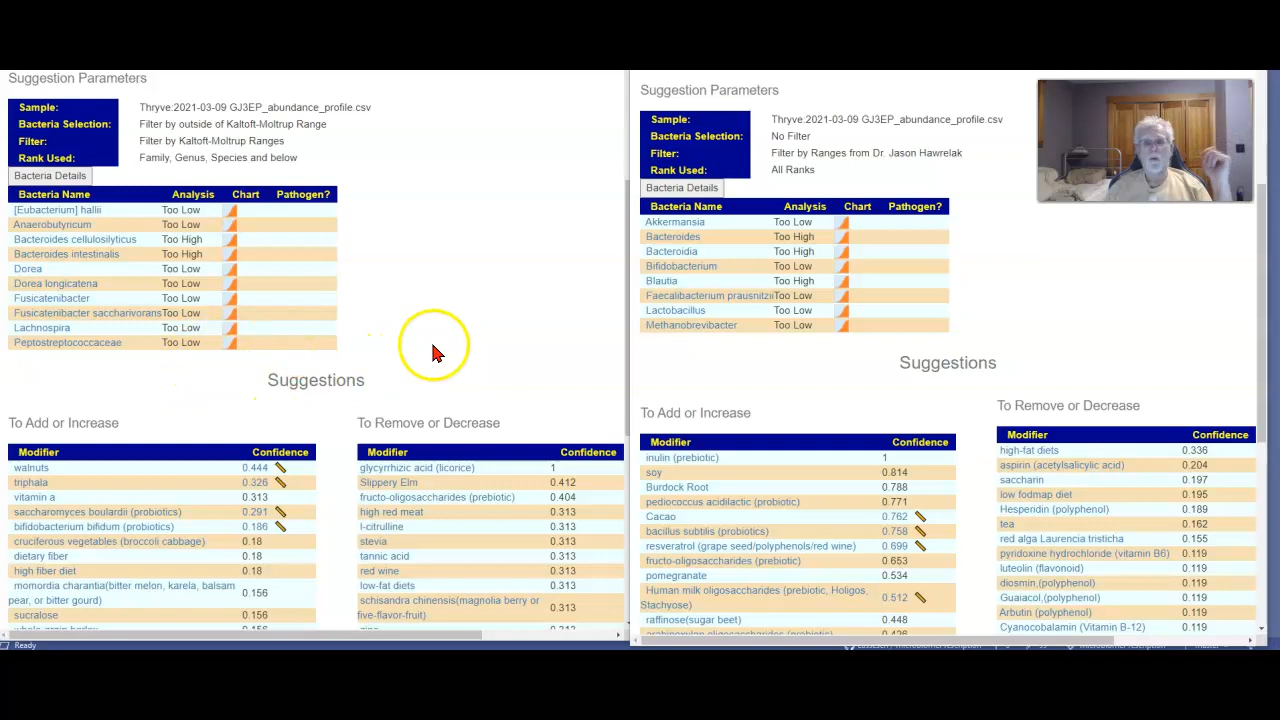 Suggestion Parameters
Sample: Thryve:2021-03-09 GJ3EP_abundance_profile.csv
Bacteria Selection: Filter by outside of Kaltoft-Moltrup Range
Filter: Filter by Kaltoft-Moltrup Ranges
Rank Used: Family, Genus, Species and below
Bacteria Details
Bacteria Name Analysis Chart Pathogen?
[Eubacterium] hallii Too Low
Anaerobutyricum Too Low
Bacteroides cellulosilyticus Too High
Bacteroides intestinalis Too High
Dorea Too Low
Dorea longicatena Too Low
Fusicatenibacter Too Low
Fusicatenibacter saccharivorans Too Low
Lachnospira Too Low
Peptostreptococcaceae Too Low
Suggestions
To Add or Increase
Modifier Confidence
walnuts 0.444
triphala 0.326
vitamin a 0.313
saccharomyces boulardii (probiotics) 0.291
bifidobacterium bifidum (probiotics) 0.186
cruciferous vegetables (broccoli cabbage) 0.18
dietary fiber 0.18
high fiber diet 0.18
momordia charantia(bitter melon, karela, balsam
pear, or bitter gourd) 0.156
sucralose 0.156
To Remove or Decrease
Modifier Confidence
glycyrrhizic acid (licorice) 1
Slippery Elm 0.412
fructo-oligosaccharides (prebiotic) 0.404
high red meat 0.313
l-citrulline 0.313
stevia 0.313
tannic acid 0.313
red wine 0.313
low-fat diets 0.313
schisandra chinensis(magnolia berry or
five-flavor-fruit) 0.313
Ready
Suggestion Parameters
Sample: Thryve:2021-03-09 GJ3EP_abundance_profile.csv
Bacteria Selection: No Filter
Filter: Filter by Ranges from Dr. Jason Hawrelak
Rank Used: All Ranks
Bacteria Details
Bacteria Name Analysis Chart Pathogen?
Akkermansia Too Low
Bacteroides Too High
Bacteroidia Too High
Bifidobacterium Too Low
Blautia Too High
Faecalibacterium prausnitzii Too Low
Lactobacillus Too Low
Methanobrevibacter Too Low
Suggestions
To Add or Increase
Modifier Confidence
inulin (prebiotic) 1
soy 0.814
Burdock Root 0.788
pediococcus acidilactic (probiotic) 0.771
Cacao 0.762
bacillus subtilis (probiotics) 0.758
resveratrol (grape seed/polyphenols/red wine) 0.699
fructo-oligosaccharides (prebiotic) 0.653
pomegranate 0.534
Human milk oligosaccharides (prebiotic, Holigos,
Stachyose) 0.512
raffinose(sugar beet) 0.448
To Remove or Decrease
Modifier Confidence
high-fat diets 0.336
aspirin (acetylsalicylic acid) 0.204
saccharin 0.197
low fodmap diet 0.195
Hesperidin (polyphenol) 0.189
tea 0.162
red alga Laurencia tristicha 0.155
pyridoxine hydrochloride (vitamin B6) 0.119
luteolin (flavonoid) 0.119
diosmin,(polyphenol) 0.119
Guaiacol,(polyphenol) 0.119
Arbutin (polyphenol) 0.119
Cyanocobalamin (Vitamin B-12) 0.119